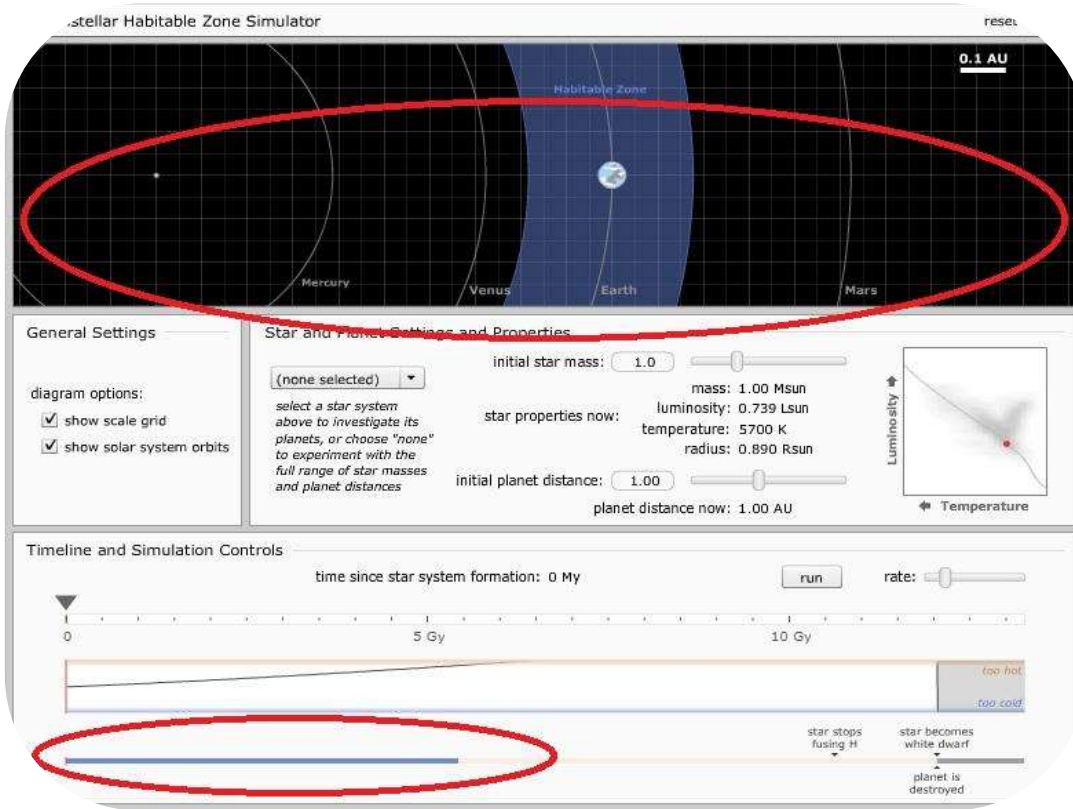 stellar Habitable Zone Simulator
reset
0.1 AU
Habitable Zone
Mercury
Venus
Earth
Mars
General Settings
diagram options:
show scale grid
show solar system orbits
Star and Planet Settings and Properties
(none selected)
select a star system
above to investigate its
planets, or choose "none"
to experiment with the
full range of star masses
and planet distances
initial star mass: 1.0
star properties now:
mass: 1.00 Msun
luminosity: 0.739 Lsun
temperature: 5700 K
radius: 0.890 Rsun
initial planet distance: 1.00
planet distance now: 1.00 AU
Luminosity
Temperature
Timeline and Simulation Controls
time since star system formation: 0 My
run
rate:
0
5 Gy
10 Gy
too hot
too cold
star stops
fusing H
star becomes
white dwarf
planet is
destroyed